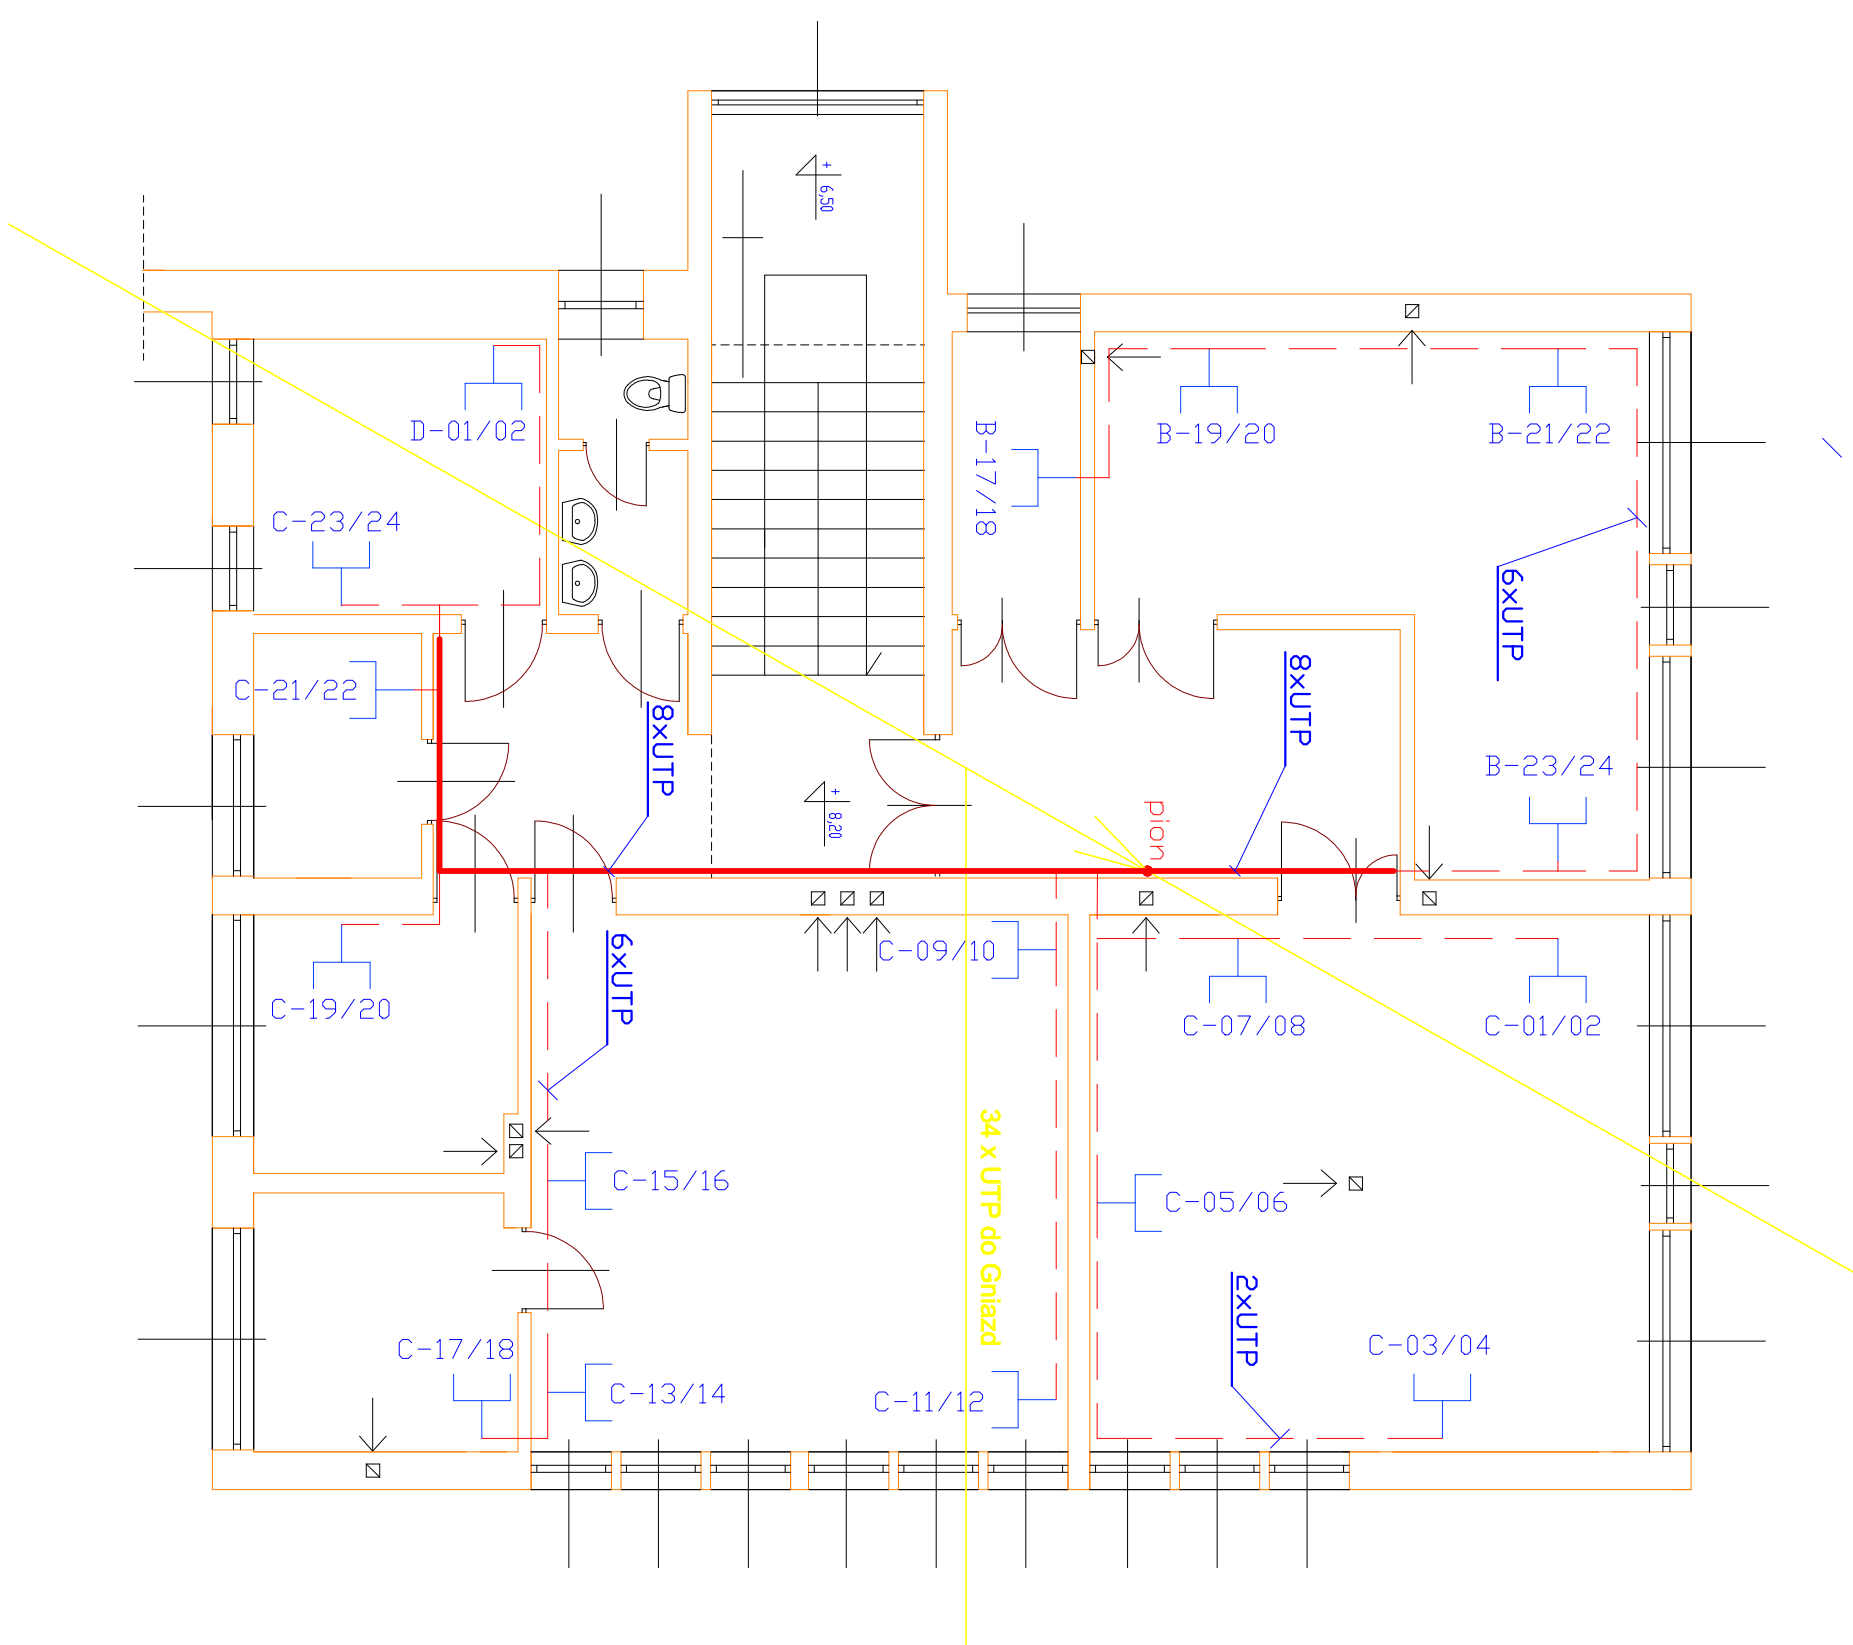 + 6,50
D-01/02
B-17/18
B-19/20
B-21/22
C-23/24
6xUTP
C-21/22
8xUTP
8xUTP
B-23/24
+ 8,20
pion
C-09/10
6xUTP
C-19/20
C-07/08
C-01/02
C-15/16
34 x UTP do Gniazd
C-05/06
2xUTP
C-17/18
C-13/14
C-11/12
C-03/04